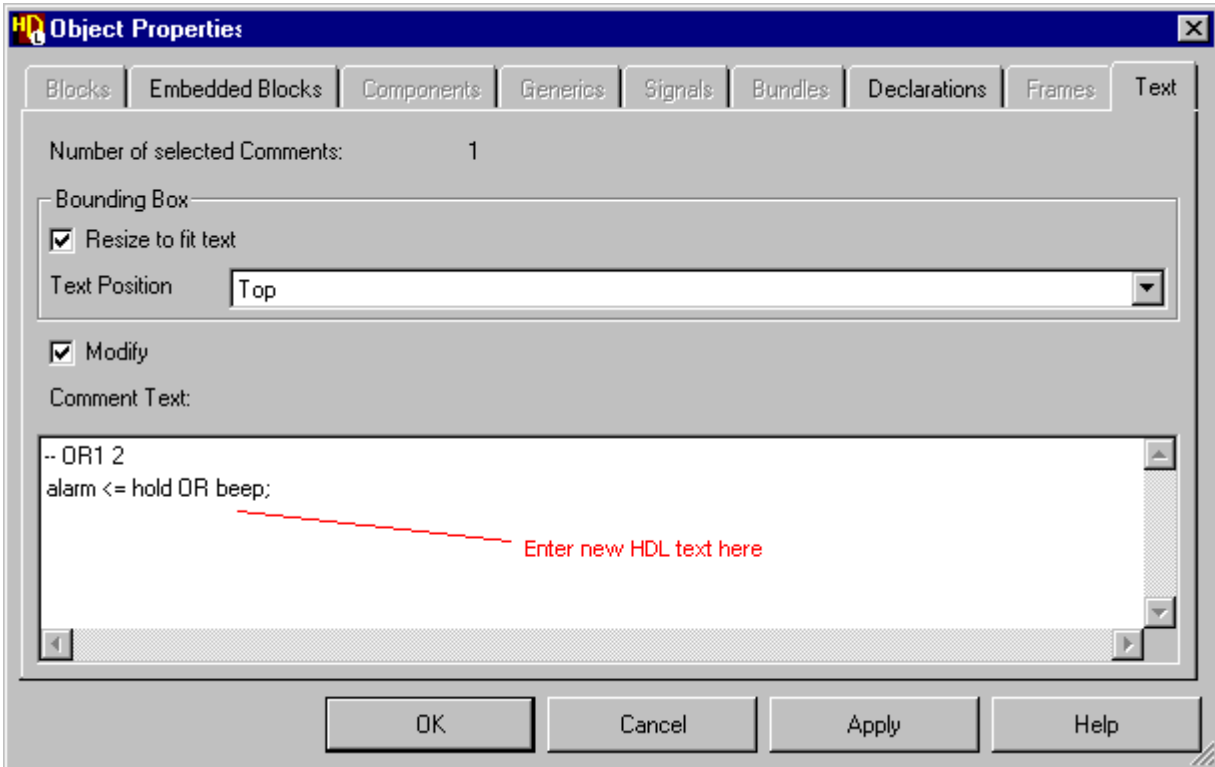 HDL Object Properties
Blocks Embedded Blocks Components Generics Signals Bundles Declarations Frames Text
Number of selected Comments: 1
Bounding Box
Resize to fit text
Text Position Top
Modify
Comment Text:
-- OR1 2
alarm <= hold OR beep;
Enter new HDL text here
OK Cancel Apply Help